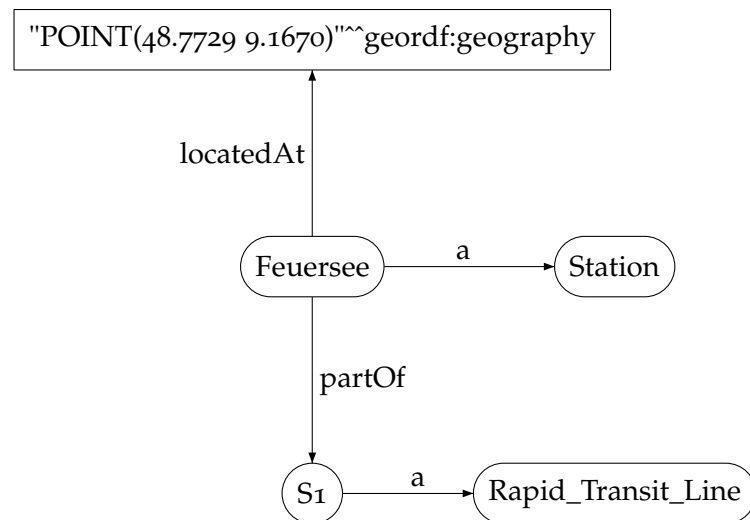 "POINT(48.7729 9.1670)"^^geordf:geography
locatedAt
Feuersee
a
Station
partOf
S1
a
Rapid_Transit_Line